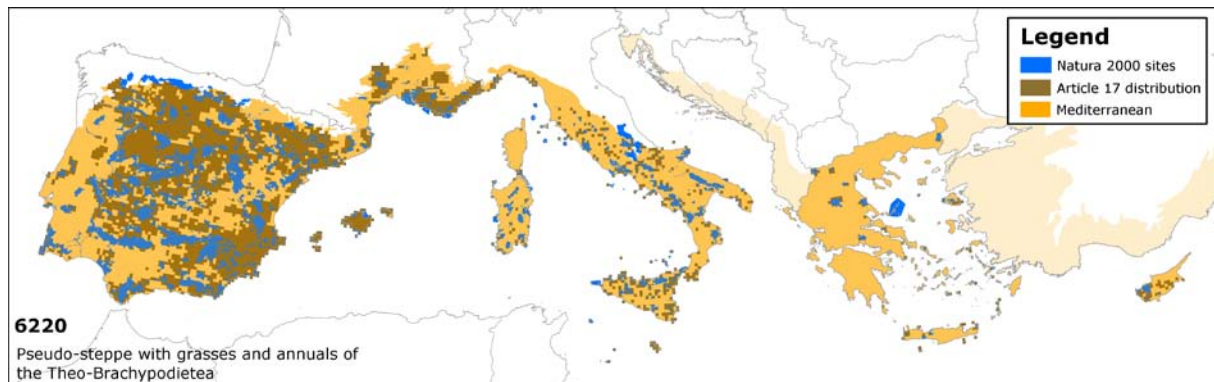 Legend
Natura 2000 sites
Article 17 distribution
Mediterranean
6220
Pseudo-steppe with grasses and annuals of
the Theo-Brachypodietea